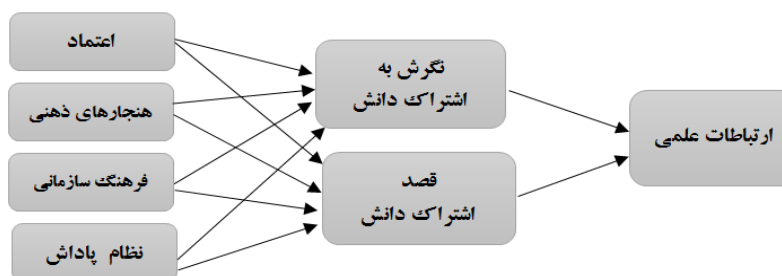 اعتماد
هنجارهای ذهنی
فرهنگ سازمانی
نظام پاداش
نگرش به
اشتراک دانش
قصد
اشتراک دانش
ارتباطات علمی